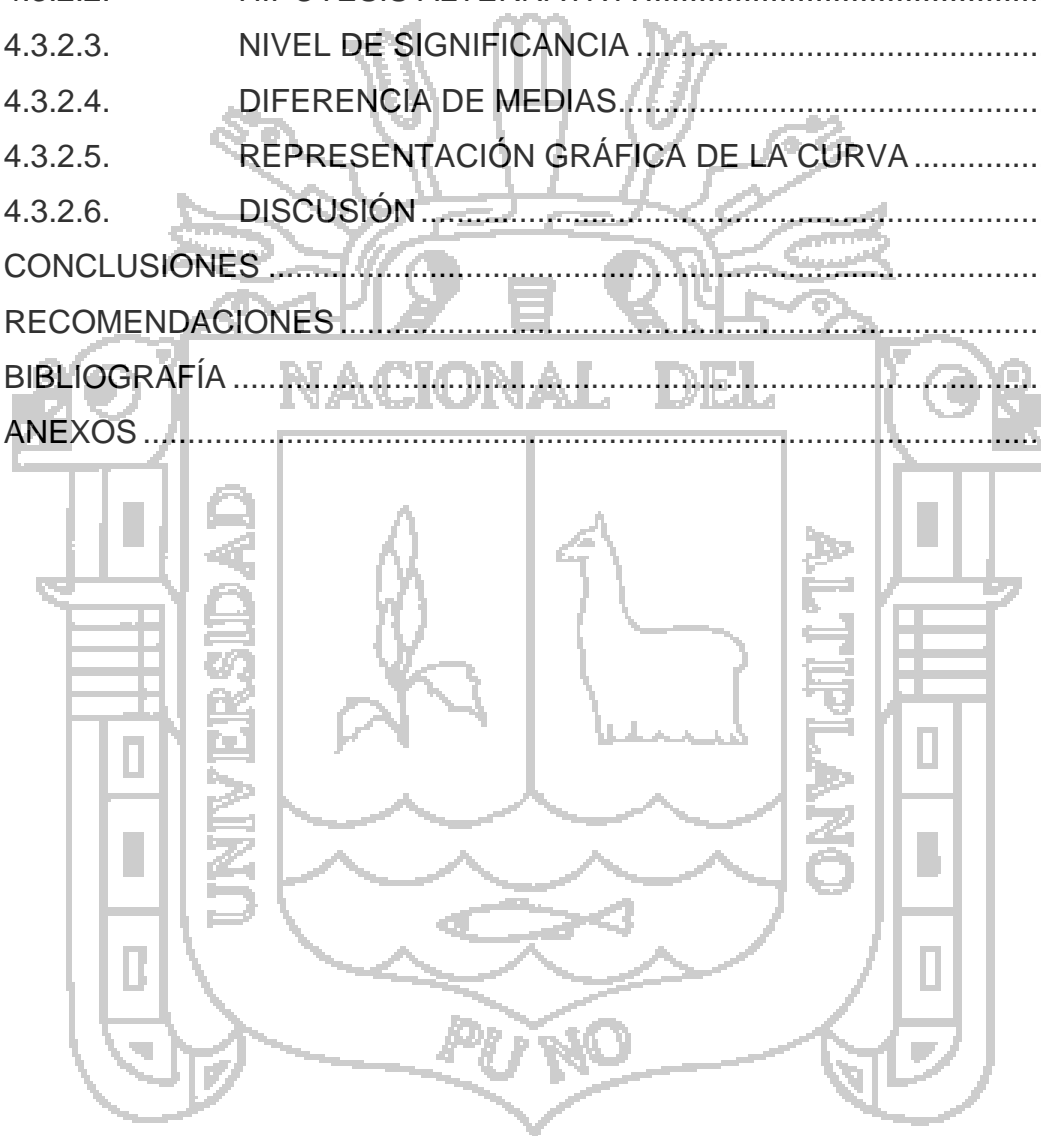 4.3.2.3. NIVEL DE SIGNIFICANCIA ..........................................
4.3.2.4. DIFERENCIA DE MEDIAS ............................................
4.3.2.5. REPRESENTACIÓN GRÁFICA DE LA CURVA ..............
4.3.2.6. DISCUSIÓN ................................................................
CONCLUSIONES ..........................................................................
RECOMENDACIONES ..................................................................
BIBLIOGRAFÍA .............................................................................
ANEXOS ......................................................................................
UNIVERSIDAD
NACIONAL DEL
ALTIPLANO
PUNO